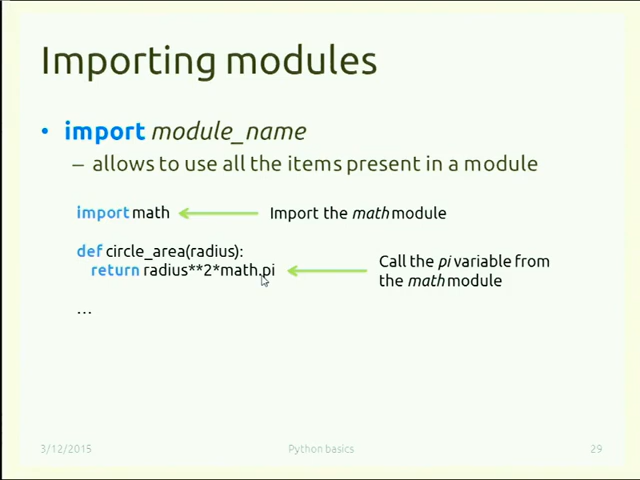 Importing modules
• import module_name
– allows to use all the items present in a module
import math
Import the math module
def circle_area(radius):
return radius**2*math.pi
Call the pi variable from
the math module
...
3/12/2015
Python basics
29